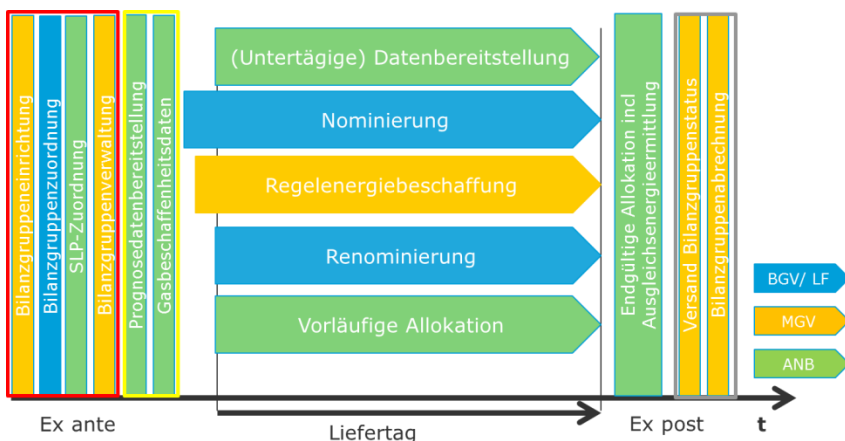 Bilanzgruppeneinrichtung
Bilanzgruppenzuordnung
SLP-Zuordnung
Bilanzgruppenverwaltung
Prognosedatenbereitstellung
Gasbeschaffenheitsdaten
(Untertägige) Datenbereitstellung
Nominierung
Regelenergiebeschaffung
Renominierung
Vorläufige Allokation
Endgültige Allokation incl
Ausgleichsenergieermittlung
Versand Bilanzgruppenstatus
Bilanzgruppenabrechnung
BGV/ LF
MGV
ANB
Ex ante
Liefertag
Ex post
t